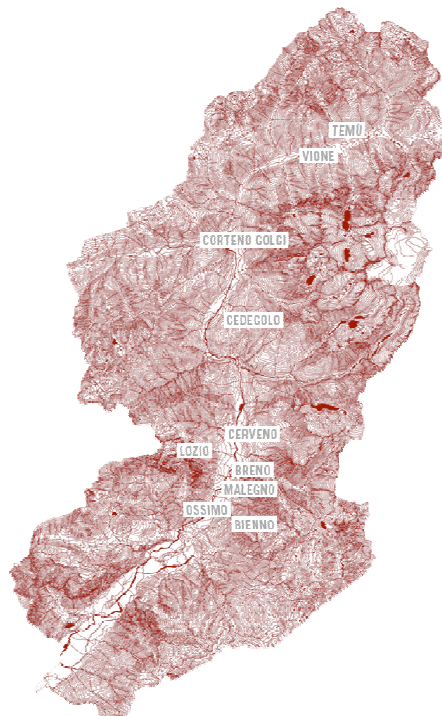 TEMÙ
VIONE
CORTENO GOLGI
CEDEGOLO
CERVENO
LOZIO
BRENO
MALEGNO
OSSIMO
BIENNO